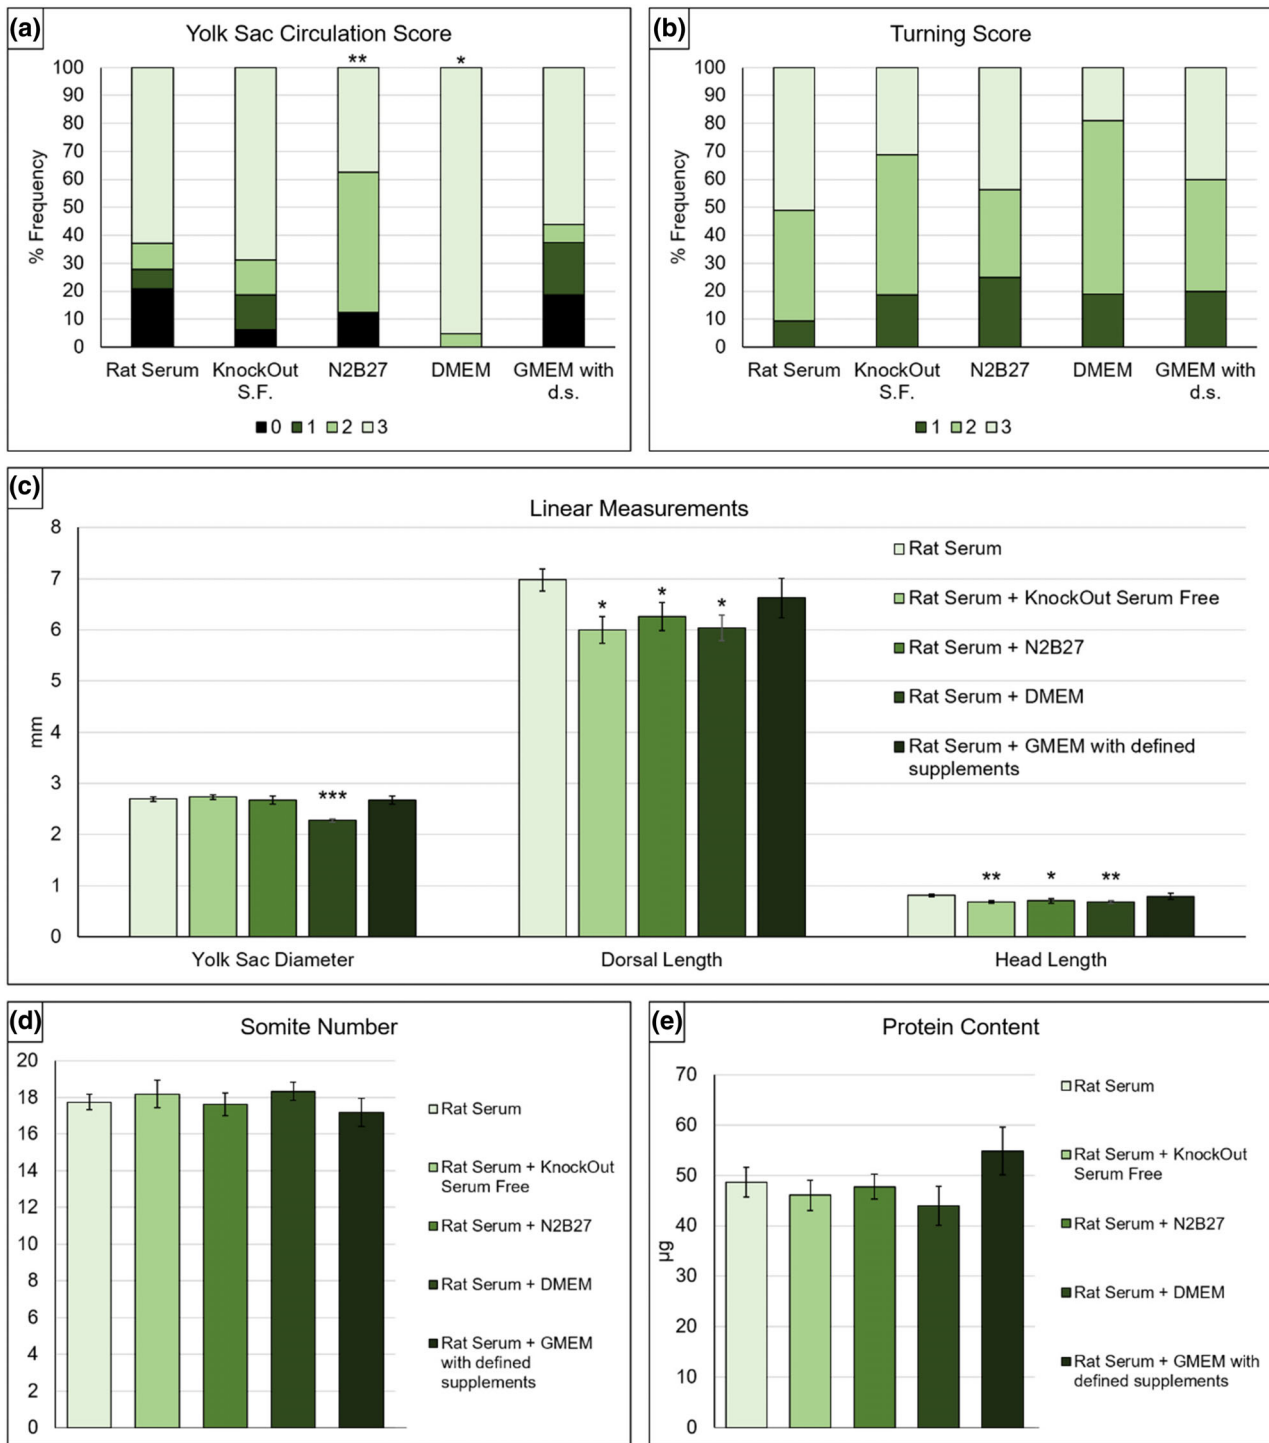 (a)
Yolk Sac Circulation Score
** *
100
90
80
70
60
50
40
30
20
10
0
% Frequency
Rat Serum KnockOut N2B27 DMEM GMEM with
S.F. d.s.
0 1 2 3
(b)
Turning Score
100
90
80
70
60
50
40
30
20
10
0
% Frequency
Rat Serum KnockOut N2B27 DMEM GMEM with
S.F. d.s.
1 2 3
(c)
Linear Measurements
8
7
6
5
4
3
2
1
0
mm
***
* * *
** * **
Yolk Sac Diameter Dorsal Length Head Length
Rat Serum
Rat Serum + KnockOut Serum Free
Rat Serum + N2B27
Rat Serum + DMEM
Rat Serum + GMEM with defined
supplements
(d)
Somite Number
20
18
16
14
12
10
8
6
4
2
0
Rat Serum
Rat Serum + KnockOut
Serum Free
Rat Serum + N2B27
Rat Serum + DMEM
Rat Serum + GMEM
with defined
supplements
(e)
Protein Content
70
60
50
40
30
20
10
0
µg
Rat Serum
Rat Serum + KnockOut
Serum Free
Rat Serum + N2B27
Rat Serum + DMEM
Rat Serum + GMEM with
defined supplements